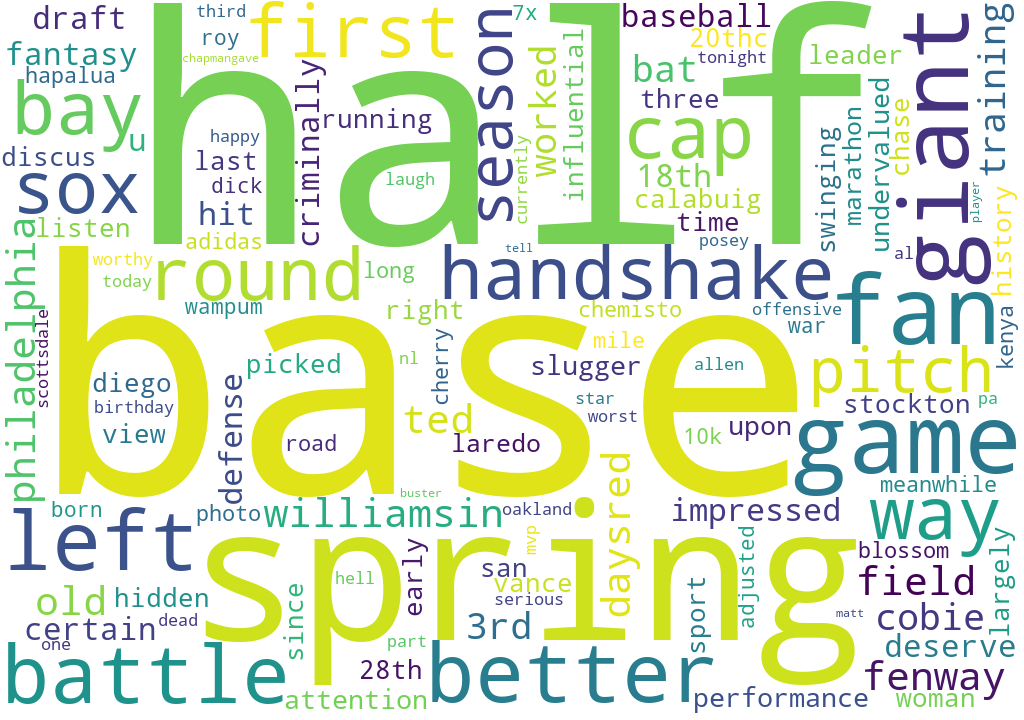 half
base
spring
giant
game
fan
handshake
better
battle
first
bay
sox
cap
round
season
left
way
pitch
draft
fantasy
hapalua
discus
u
listen
third
roy
chapmangave
happy
last
dick
hit
adidas
criminally
running
laugh
7x
currently
worked
influential
baseball
20thc
tonight
bat
three
18th
calabuig
time
posey
leader
swinging
marathon
undervalued
chase
training
player
history
al
philadelphia
scottsdale
worthy
today
wampum
long
right
tell
chemisto
mile
offensive
war
kenya
diego
birthday
view
defense
picked
road
nl
ted
cherry
laredo
slugger
star
worst
allen
10k
upon
stockton
pa
meanwhile
born
photo
williamsin
buster
oakland
mvp
daysred
impressed
adjusted
blossom
field
largely
old
hidden
certain
dead
one
since
hell
early
san
vance
serious
3rd
part
28th
attention
sport
matt
cobie
deserve
fenway
performance
woman